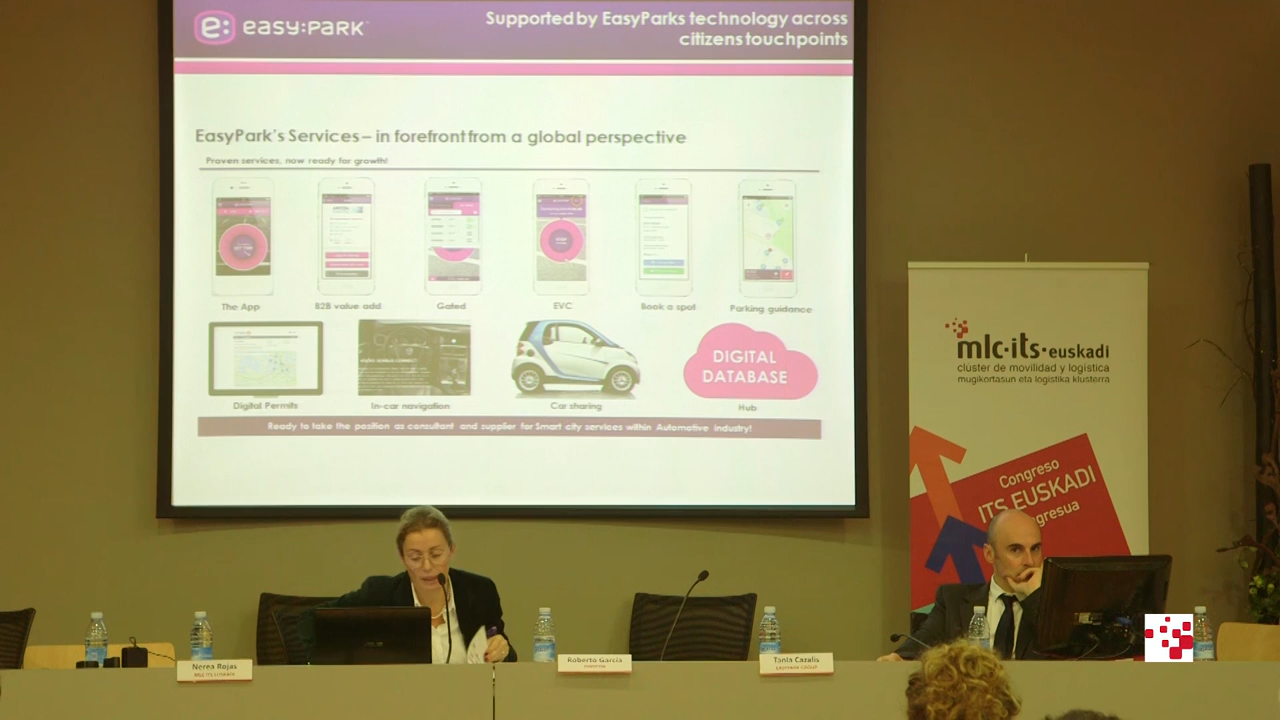 e: easy:PARK
Supported by EasyParks technology across
citizens touchpoints
EasyPark's Services – in forefront from a global perspective
Proven services, now ready for growth!
The App
B2B value add
Gated
EVC
Book a spot
Parking guidance
DIGITAL
DATABASE
Digital Permits
In-car navigation
Car sharing
Hub
Ready to take the position as consultant and supplier for Smart city services within Automotive industry!
mlc·its·euskadi
cluster de movilidad y logística
mugikortasun eta logistika klusterra
Congreso
ITS EUSKADI
Nerea Rojas
Roberto García
Tania Cazalis